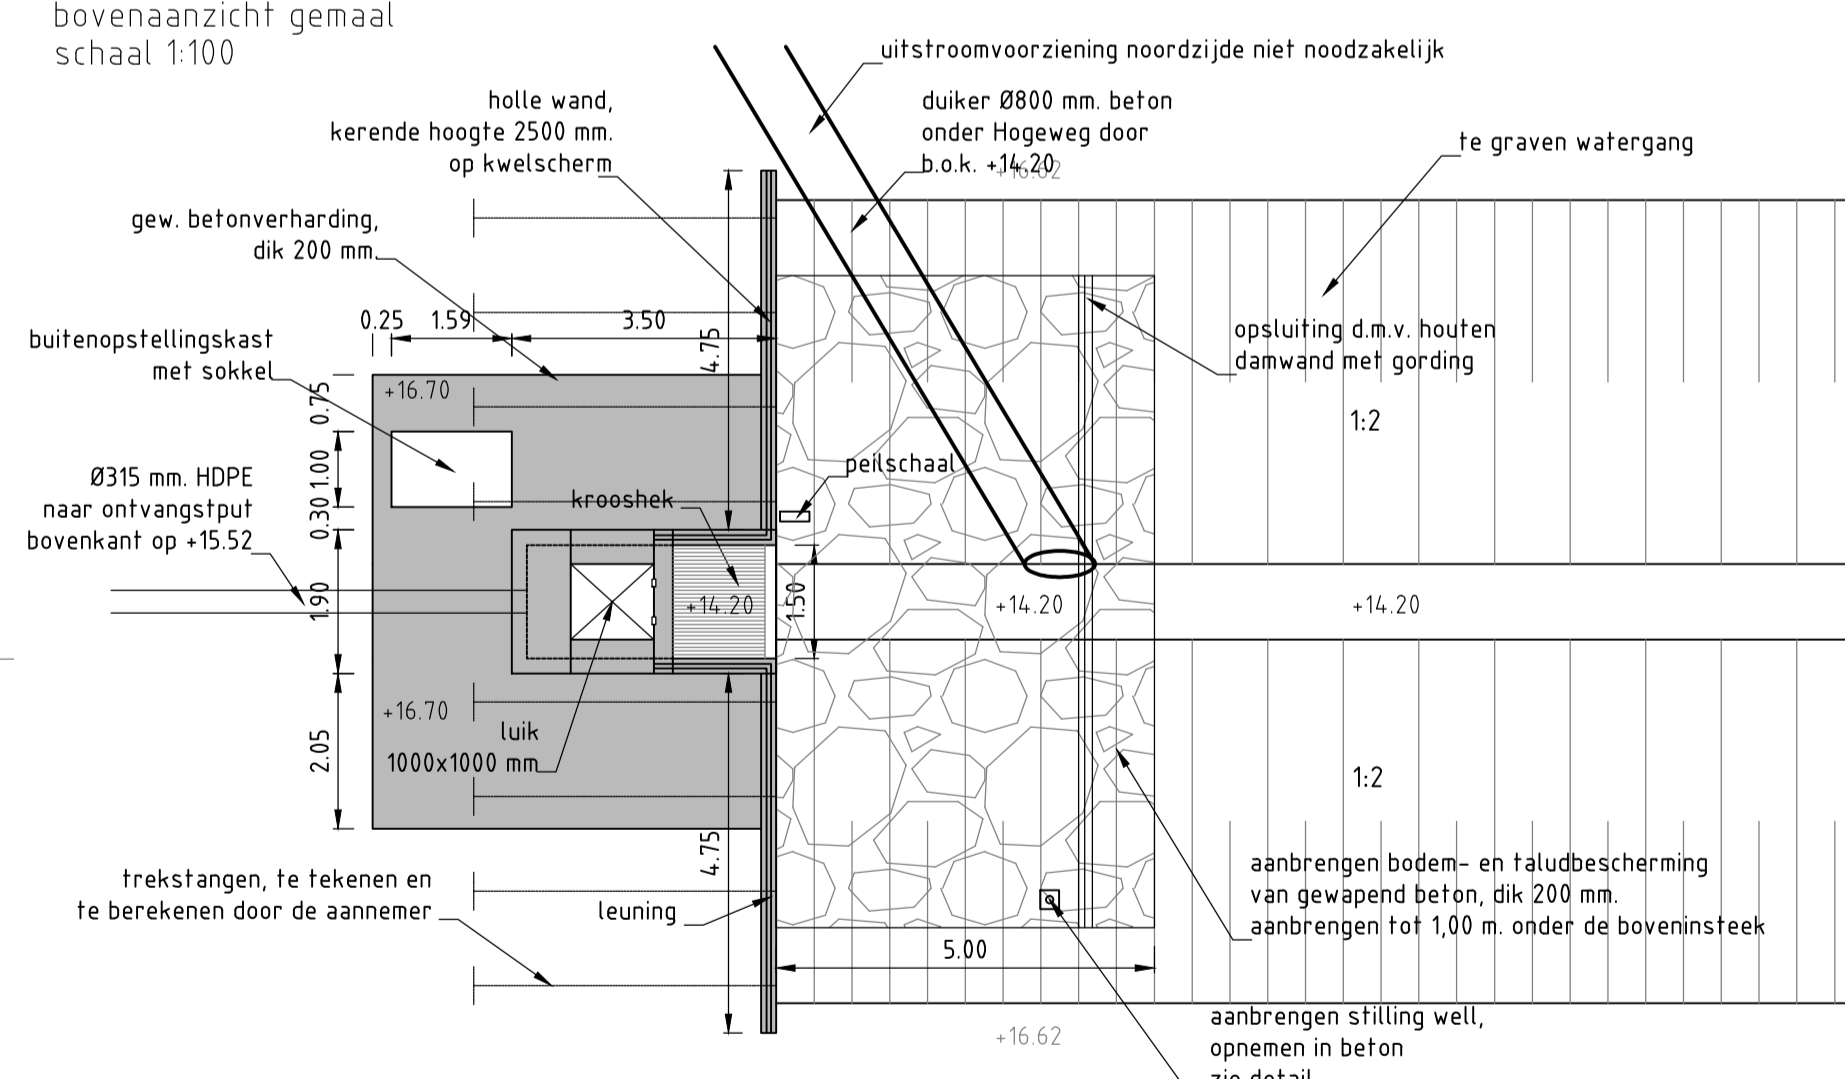 bovenaanzicht gemaal
schaal 1:100
uitstroomvoorziening noordzijde niet noodzakelijk
holle wand,
kerende hoogte 2500 mm.
op kwelscherm
duiker Ø800 mm. beton
onder Hogeweg door
b.o.k. +14.20
+16.62
te graven watergang
gew. betonverharding,
dik 200 mm.
0.25
1.59
3.50
4.75
buitenopstellingskast
met sokkel
opsluiting d.m.v. houten
damwand met gording
+16.70
0.75
1:2
1.00
0.30
Ø315 mm. HDPE
naar ontvangstput
bovenkant op +15.52
peilschaal
krooshek
1.90
+14.20
1.50
+14.20
+14.20
+16.70
luik
1000x1000 mm
2.05
1:2
4.75
trekstangen, te tekenen en
te berekenen door de aannemer
leuning
aanbrengen bodem- en taludbescherming
van gewapend beton, dik 200 mm.
aanbrengen tot 1,00 m. onder de boveninsteek
5.00
+16.62
aanbrengen stilling well,
opnemen in beton
zie detail